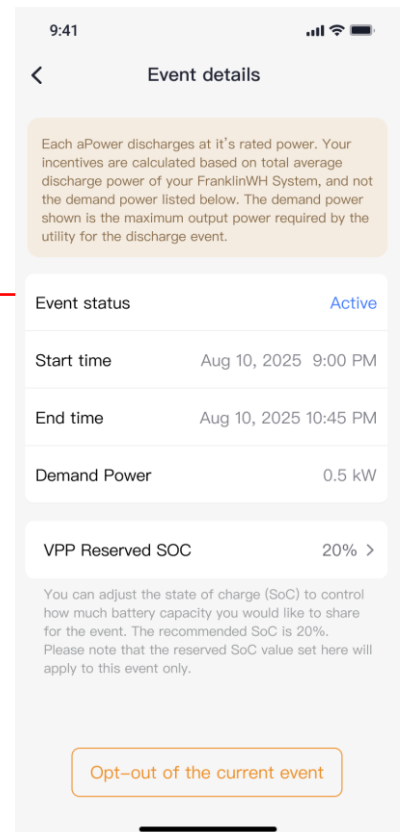 9:41
Event details
Each aPower discharges at it's rated power. Your
incentives are calculated based on total average
discharge power of your FranklinWH System, and not
the demand power listed below. The demand power
shown is the maximum output power required by the
utility for the discharge event.
Event status Active
Start time Aug 10, 2025 9:00 PM
End time Aug 10, 2025 10:45 PM
Demand Power 0.5 kW
VPP Reserved SOC 20% >
You can adjust the state of charge (SoC) to control
how much battery capacity you would like to share
for the event. The recommended SoC is 20%.
Please note that the reserved SoC value set here will
apply to this event only.
Opt-out of the current event